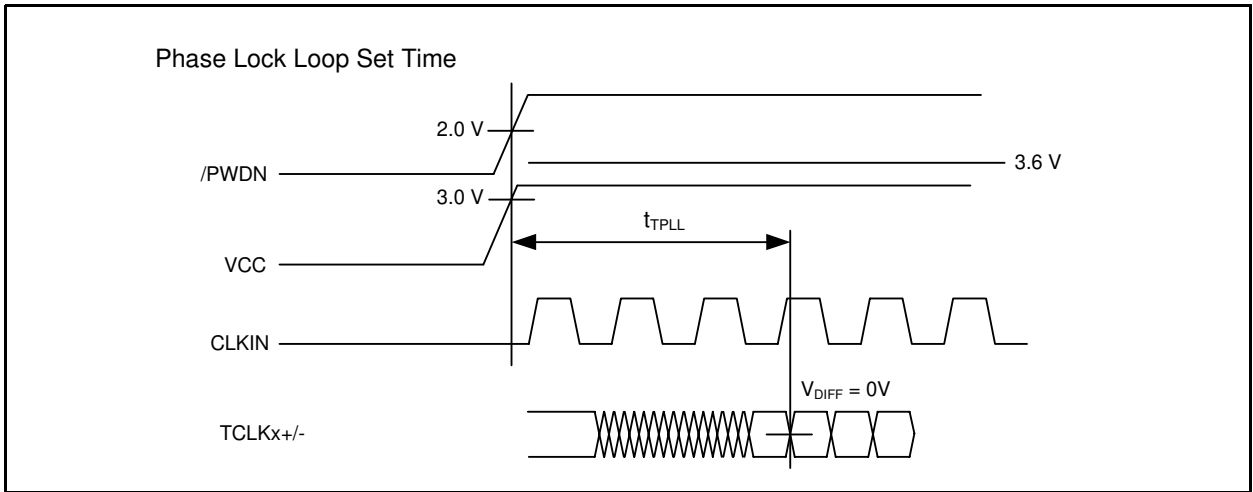 Phase Lock Loop Set Time
2.0 V
/PWDN
3.6 V
3.0 V
tTPLL
VCC
CLKIN
VDIFF = 0V
TCLKx+/-